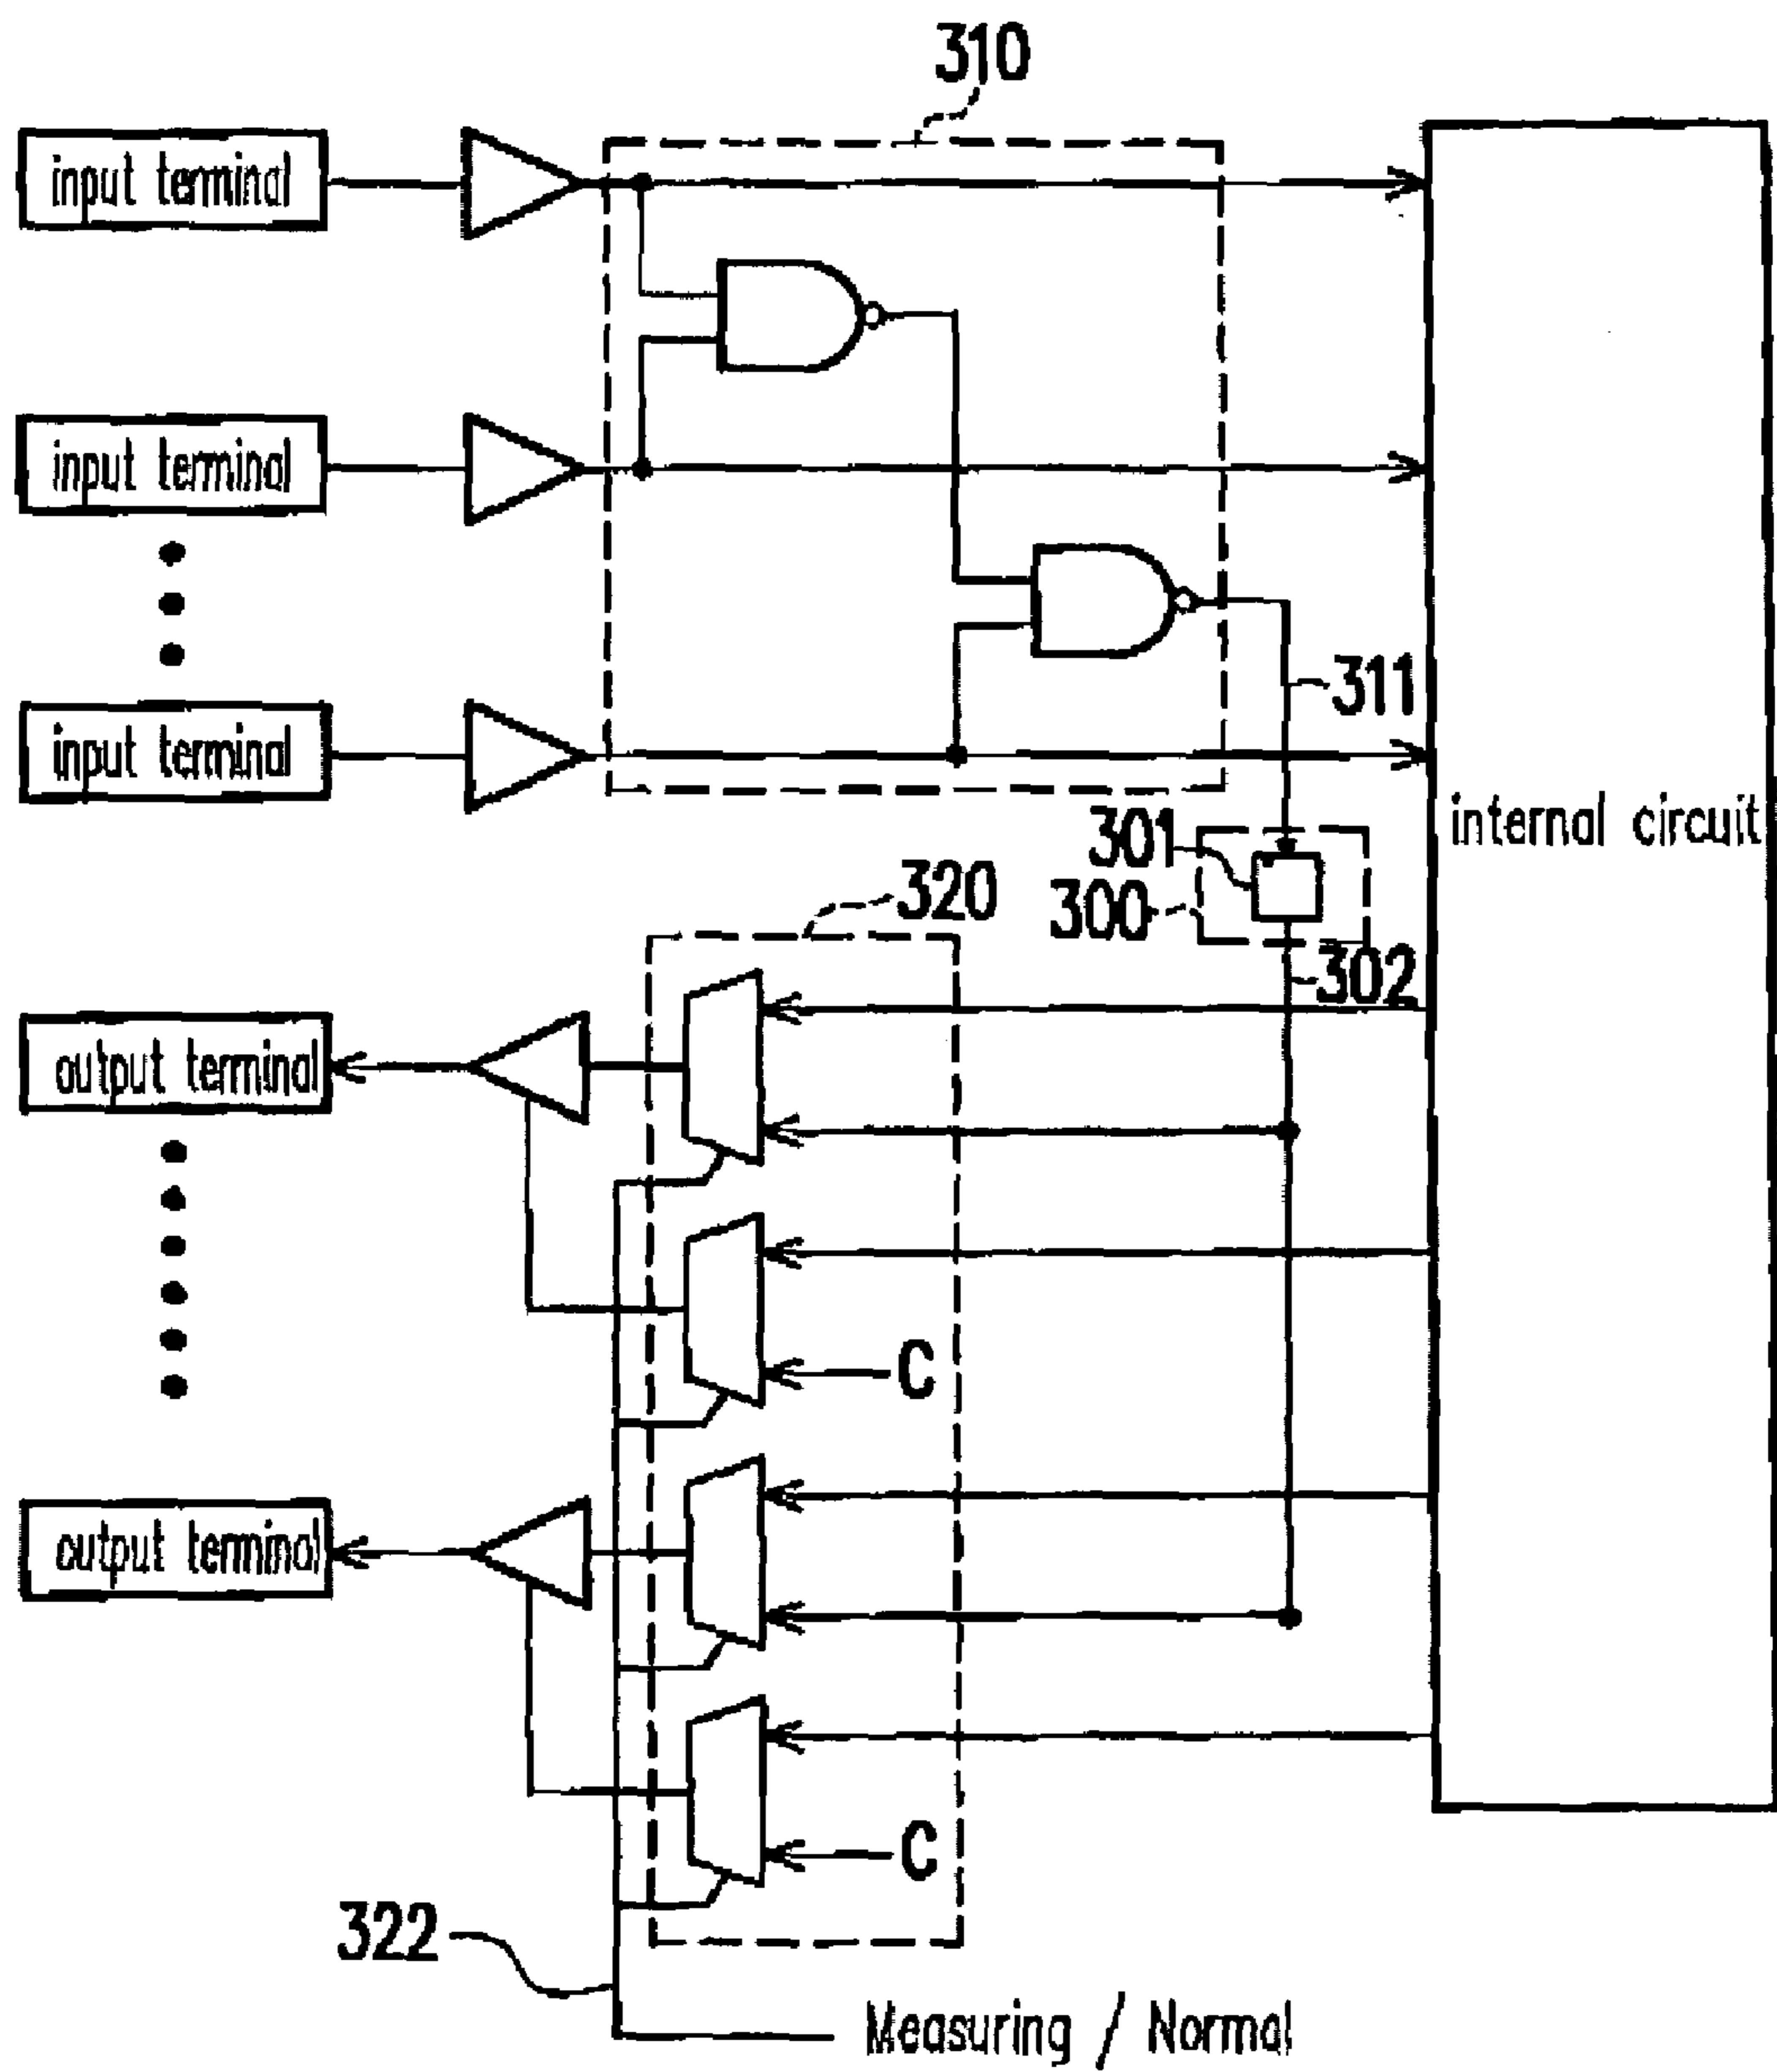 310
input terminal
input terminal
311
input terminal
internal circuit
301
320
300
302
output terminal
C
output terminal
C
322
Measuring / Normal